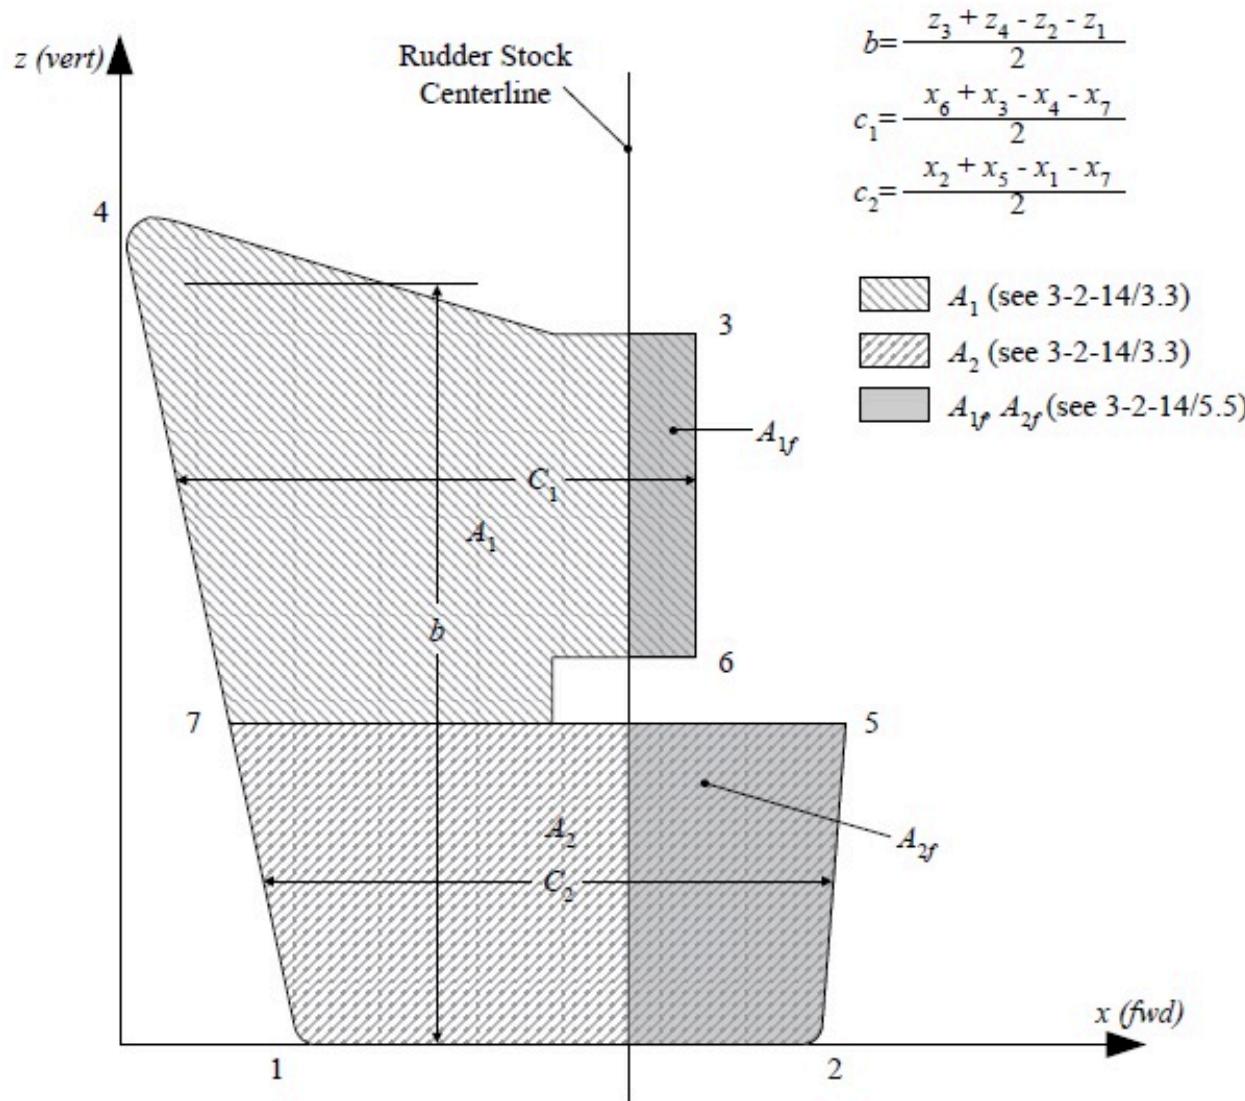 z (vert)
Rudder Stock
Centerline
b= (z₃ + z₄ - z₂ - z₁) / 2
c₁= (x₆ + x₃ - x₄ - x₇) / 2
c₂= (x₂ + x₅ - x₁ - x₇) / 2
4
A₁ (see 3-2-14/3.3)
3
A₂ (see 3-2-14/3.3)
A₁f, A₂f (see 3-2-14/5.5)
A₁f
C₁
A₁
b
6
7
5
A₂
A₂f
C₂
x (fwd)
1
2